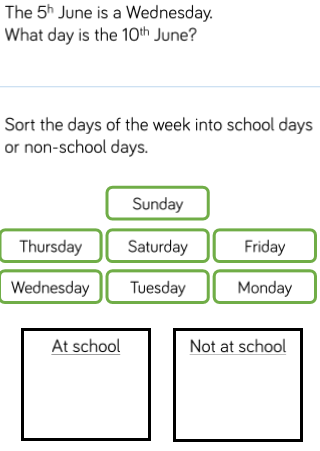 The 5ʰ June is a Wednesday.
What day is the 10ᵗʰ June?
Sort the days of the week into school days
or non-school days.
Sunday
Thursday Saturday Friday
Wednesday Tuesday Monday
At school Not at school